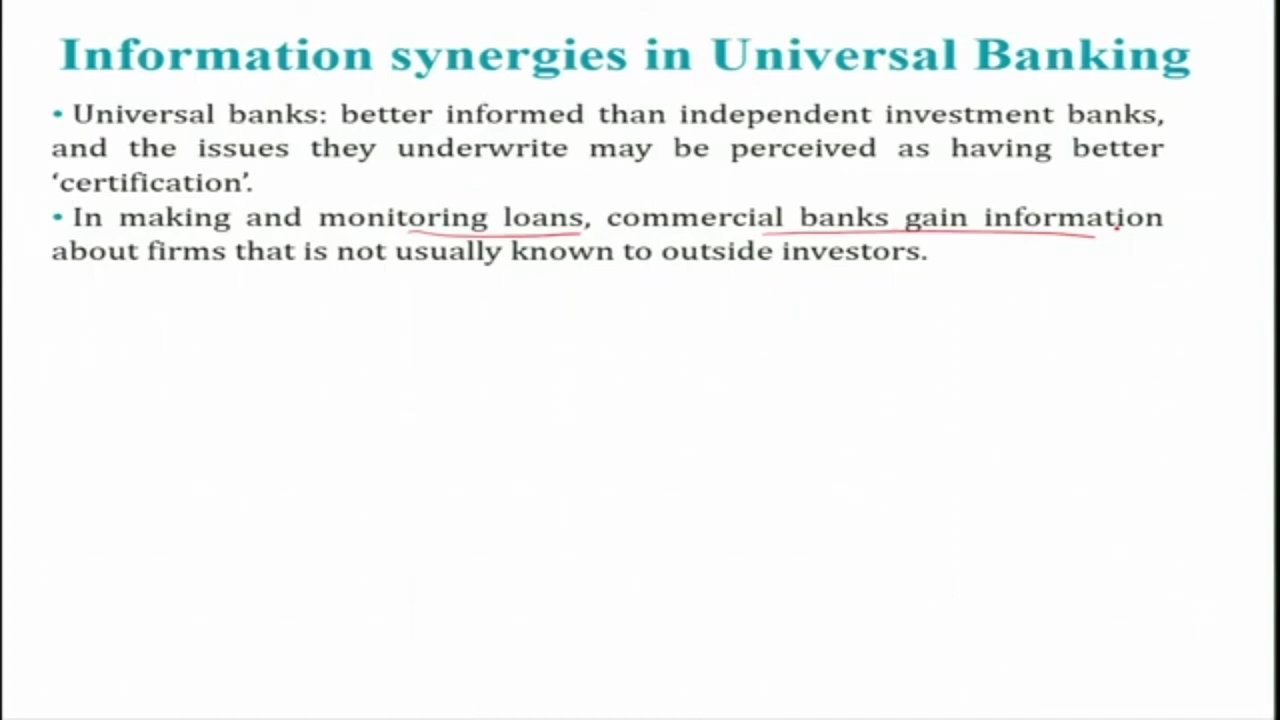 Information synergies in Universal Banking
• Universal banks: better informed than independent investment banks,
and the issues they underwrite may be perceived as having better
‘certification’.
• In making and monitoring loans, commercial banks gain information
about firms that is not usually known to outside investors.